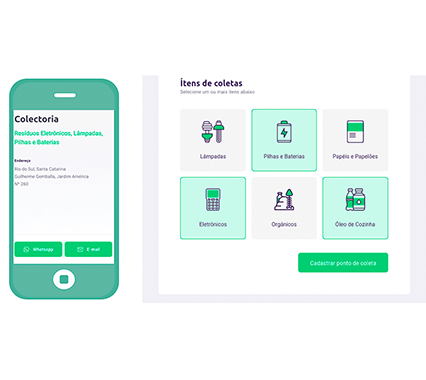 Colectoria
Resíduos Eletrônicos, Lâmpadas,
Pilhas e Baterias
Endereço
Rio do Sul, Santa Catarina
Guilherme Gemballa, Jardim América
Nº 260
Whatsapp
E-mail
Ítens de coletas
Selecione um ou mais ítens abaixo
Lâmpadas
Pilhas e Baterias
Papéis e Papelões
Eletrônicos
Orgânicos
Óleo de Cozinha
Cadastrar ponto de coleta